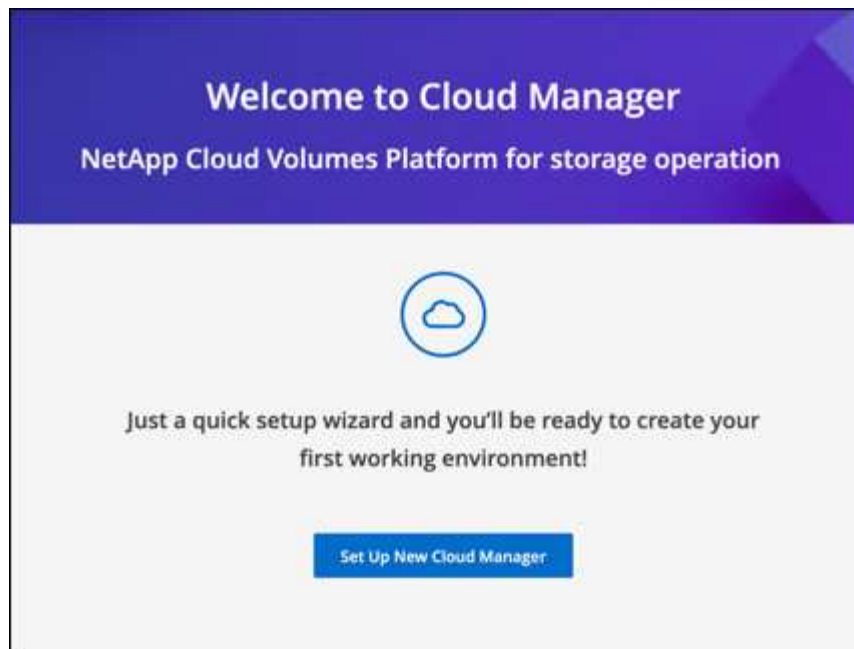 Welcome to Cloud Manager
NetApp Cloud Volumes Platform for storage operation
Just a quick setup wizard and you'll be ready to create your
first working environment!
Set Up New Cloud Manager